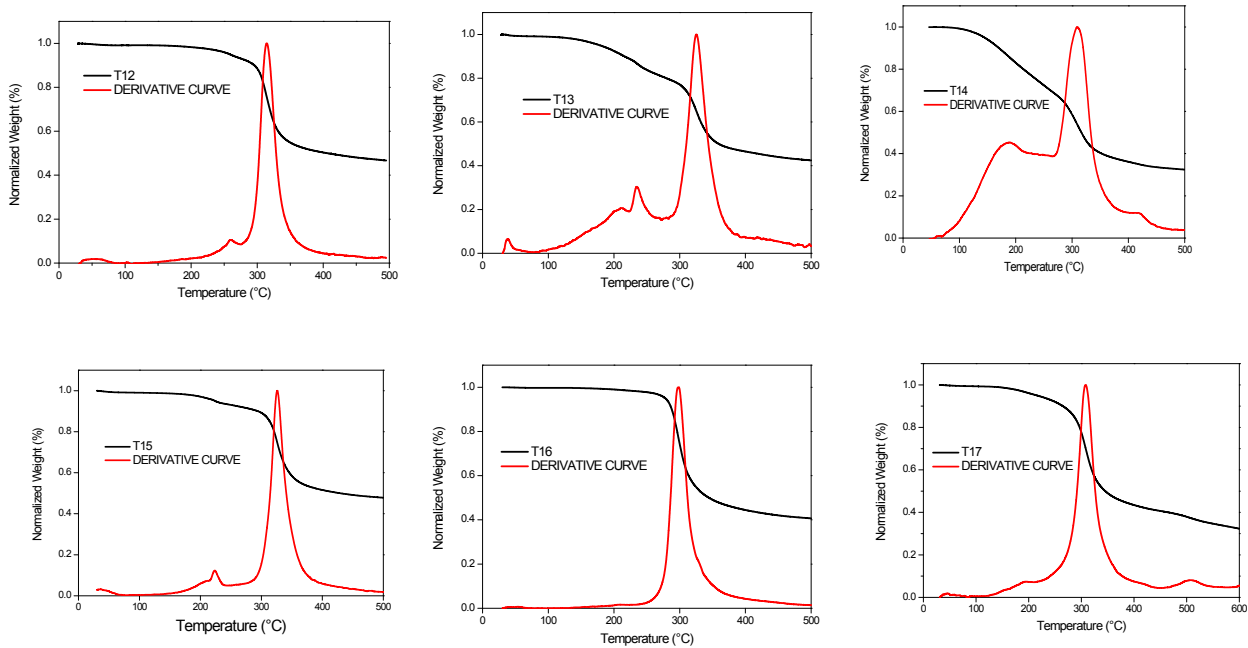 1.0
0.8
0.6
0.4
0.2
0.0
Normalized Weight (%)
T12
DERIVATIVE CURVE
0 100 200 300 400 500
Temperature (°C)
1.0
0.8
0.6
0.4
0.2
0.0
Normalized Weight (%)
T13
DERIVATIVE CURVE
0 100 200 300 400 500
Temperature (°C)
1.0
0.8
0.6
0.4
0.2
0.0
Normalized Weight (%)
T14
DERIVATIVE CURVE
0 100 200 300 400 500
Temperature (°C)
1.0
0.8
0.6
0.4
0.2
0.0
Normalized Weight (%)
T15
DERIVATIVE CURVE
0 100 200 300 400 500
Temperature (°C)
1.0
0.8
0.6
0.4
0.2
0.0
Normalized Weight (%)
T16
DERIVATIVE CURVE
0 100 200 300 400 500
Temperature (°C)
1.0
0.8
0.6
0.4
0.2
0.0
Normalized Weight (%)
T17
DERIVATIVE CURVE
0 100 200 300 400 500 600
Temperature (°C)